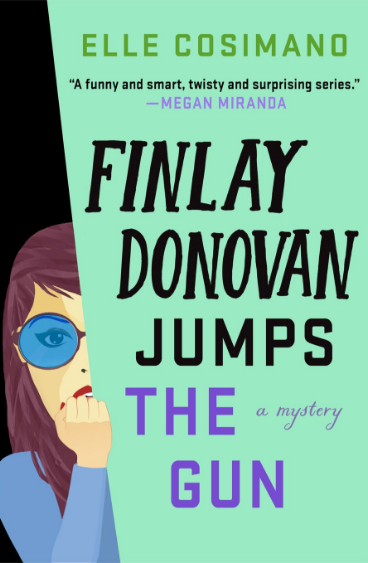 ELLE COSIMANO
“A funny and smart, twisty and surprising series.”
—MEGAN MIRANDA
FINLAY
DONOVAN
JUMPS
THE
a mystery
GUN